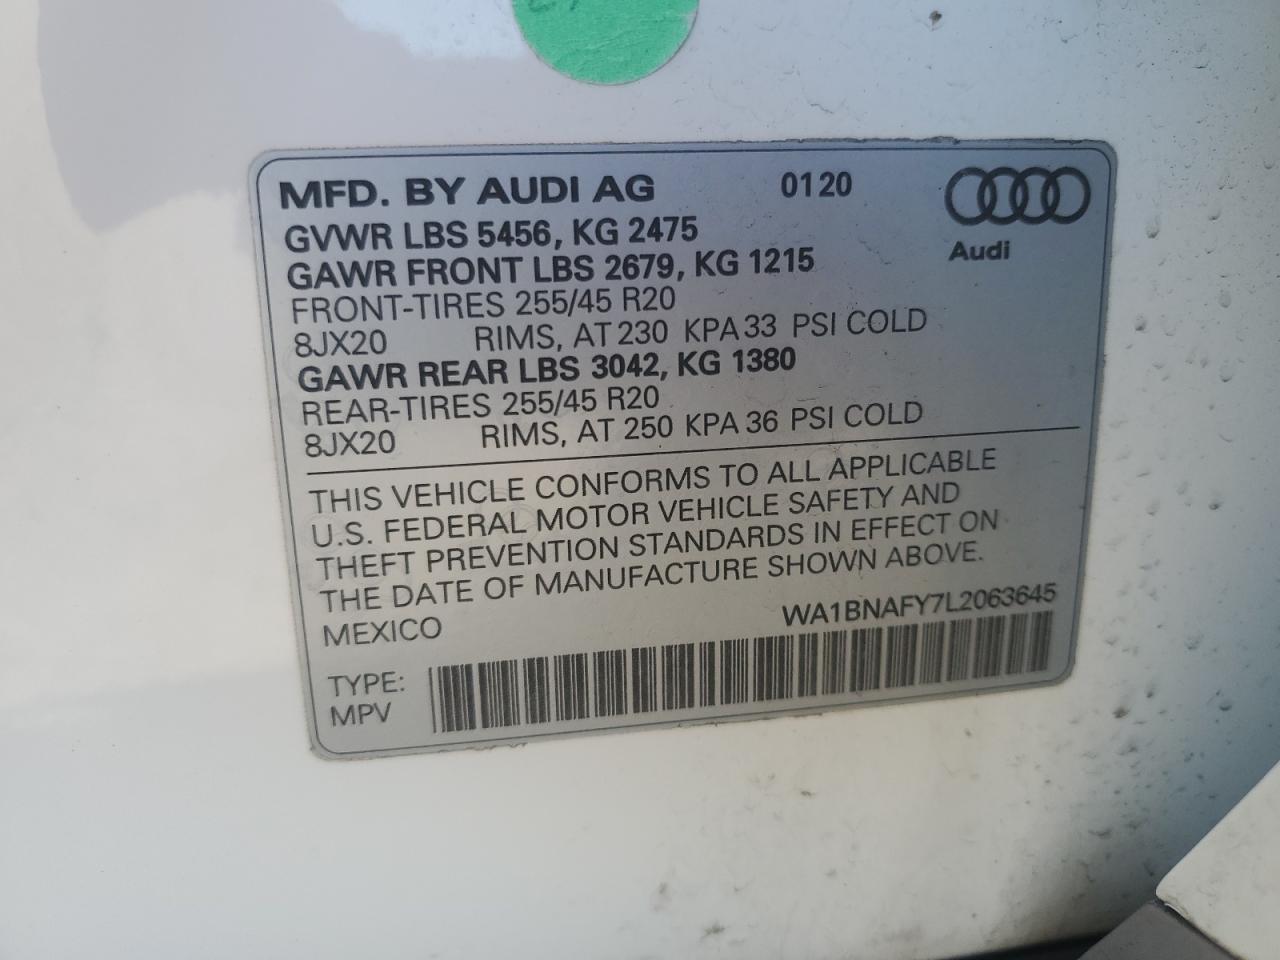 MFD. BY AUDI AG 0120
GVWR LBS 5456, KG 2475
Audi
GAWR FRONT LBS 2679, KG 1215
FRONT-TIRES 255/45 R20
8JX20 RIMS, AT 230 KPA 33 PSI COLD
GAWR REAR LBS 3042, KG 1380
REAR-TIRES 255/45 R20
8JX20 RIMS, AT 250 KPA 36 PSI COLD
THIS VEHICLE CONFORMS TO ALL APPLICABLE
U.S. FEDERAL MOTOR VEHICLE SAFETY AND
THEFT PREVENTION STANDARDS IN EFFECT ON
THE DATE OF MANUFACTURE SHOWN ABOVE.
MEXICO WA1BNAFY7L2063645
TYPE:
MPV